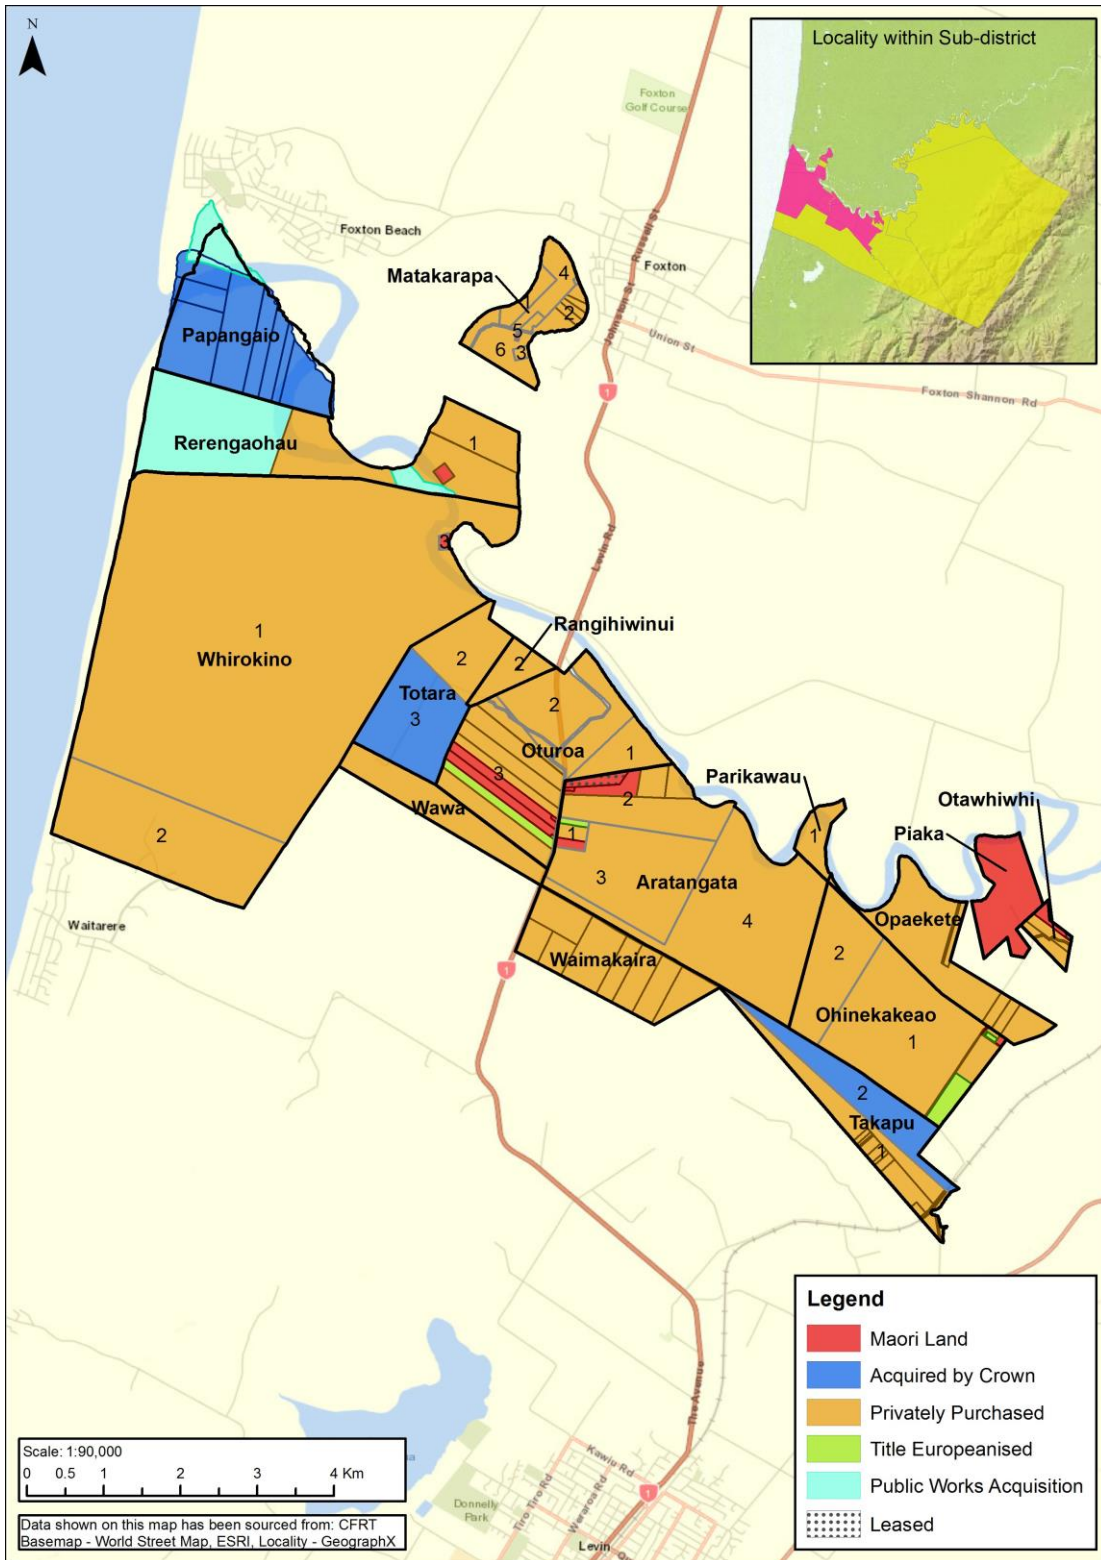 N
Locality within Sub-district
Foxton
Golf Course
Russell St
Foxton Beach
Matakarapa
Foxton
4
1
2
5
6
3
Johnston St
Union St
1
Foxton Shannon Rd
Papangaio
Rerengaohau
1
3
Levin Rd
Rangihiwinui
1
Whirokino
2
2
Totara
3
2
Oturoa
1
3
2
Parikawau
Otawhiwhi
Piaka
Wawa
1
1
2
3
Aratangata
4
Opaekete
Waitarere
2
Waimakaira
1
Ohinekakeao
1
2
Takapu
1
The Avenue
Kawiu Rd
Tiro Tiro Rd
Weraroa Rd
1
Donnelly
Park
Levin
Legend
Maori Land
Acquired by Crown
Privately Purchased
Title Europeanised
Public Works Acquisition
Leased
Scale: 1:90,000
0 0.5 1 2 3 4 Km
Data shown on this map has been sourced from: CFRT
Basemap - World Street Map, ESRI, Locality - GeographX